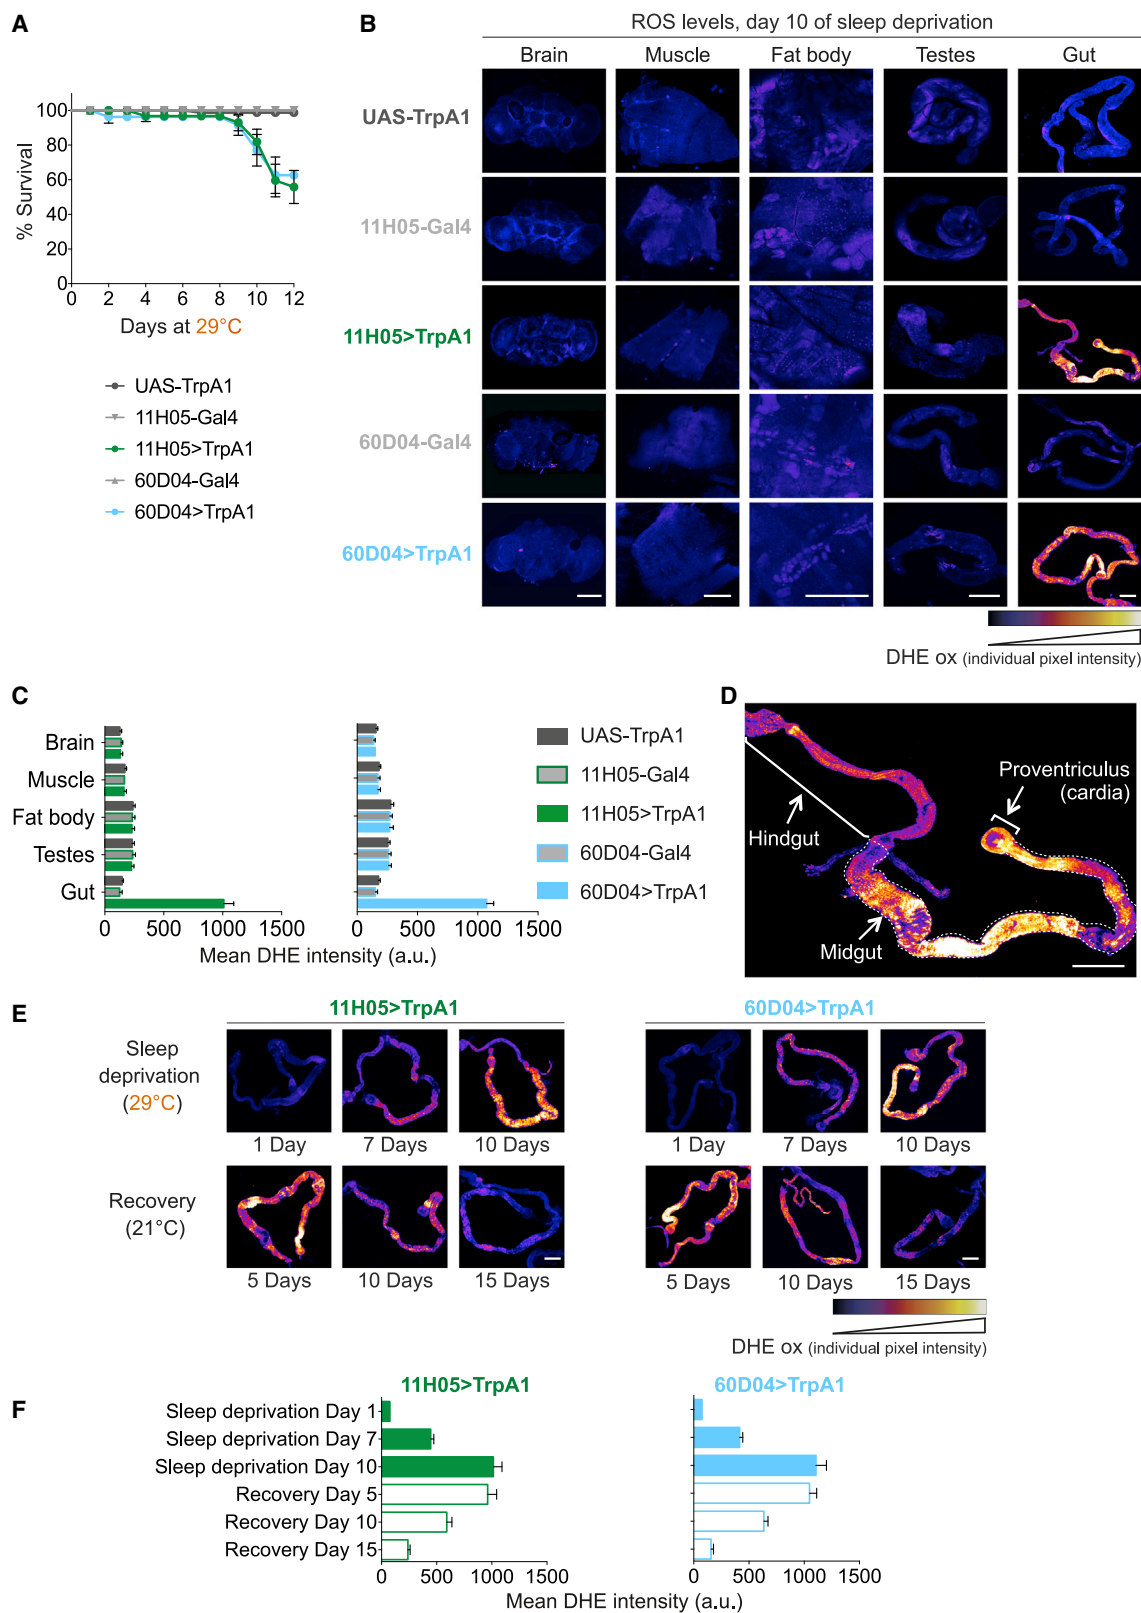 A
% Survival
100
80
60
40
20
0
0 2 4 6 8 10 12
Days at 29°C
UAS-TrpA1
11H05-Gal4
11H05>TrpA1
60D04-Gal4
60D04>TrpA1
B
ROS levels, day 10 of sleep deprivation
Brain Muscle Fat body Testes Gut
UAS-TrpA1
11H05-Gal4
11H05>TrpA1
60D04-Gal4
60D04>TrpA1
DHE ox (individual pixel intensity)
C
Brain
Muscle
Fat body
Testes
Gut
0 500 1000 1500 0 500 1000 1500
Mean DHE intensity (a.u.)
UAS-TrpA1
11H05-Gal4
11H05>TrpA1
60D04-Gal4
60D04>TrpA1
D
Proventriculus
(cardia)
Hindgut
Midgut
E
11H05>TrpA1 60D04>TrpA1
Sleep
deprivation
(29°C)
1 Day 7 Days 10 Days 1 Day 7 Days 10 Days
Recovery
(21°C)
5 Days 10 Days 15 Days 5 Days 10 Days 15 Days
DHE ox (individual pixel intensity)
F
11H05>TrpA1 60D04>TrpA1
Sleep deprivation Day 1
Sleep deprivation Day 7
Sleep deprivation Day 10
Recovery Day 5
Recovery Day 10
Recovery Day 15
0 500 1000 1500 0 500 1000 1500
Mean DHE intensity (a.u.)